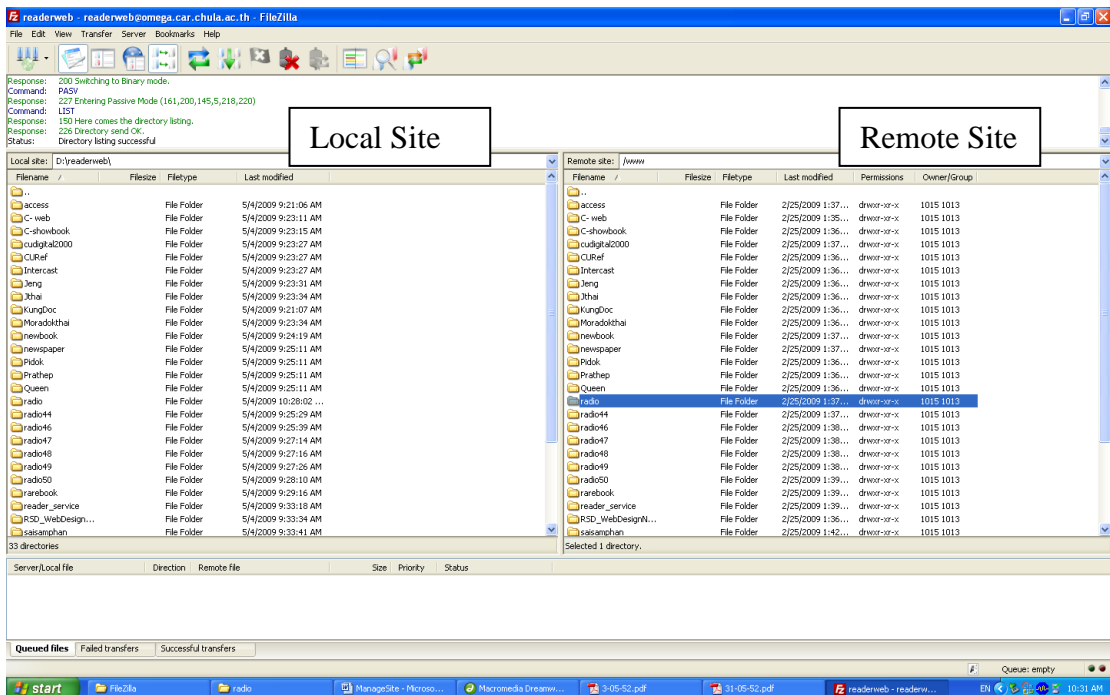 readerweb - readerweb@omega.car.chula.ac.th - FileZilla
File Edit View Transfer Server Bookmarks Help
Response: 200 Switching to Binary mode.
Command: PASV
Response: 227 Entering Passive Mode (161,200,145,5,218,220)
Command: LIST
Response: 150 Here comes the directory listing.
Response: 226 Directory send OK.
Status: Directory listing successful
Local Site
Remote Site
Local site: D:\readerweb\
Filename Filesize Filetype Last modified
..
access File Folder 5/4/2009 9:21:06 AM
C- web File Folder 5/4/2009 9:23:11 AM
C-showbook File Folder 5/4/2009 9:23:15 AM
cudigital2000 File Folder 5/4/2009 9:23:27 AM
CURef File Folder 5/4/2009 9:23:27 AM
Intercast File Folder 5/4/2009 9:23:27 AM
Jeng File Folder 5/4/2009 9:23:31 AM
Jthai File Folder 5/4/2009 9:23:34 AM
KungDoc File Folder 5/4/2009 9:21:07 AM
Moradokthai File Folder 5/4/2009 9:23:34 AM
newbook File Folder 5/4/2009 9:24:19 AM
newspaper File Folder 5/4/2009 9:25:11 AM
Pidok File Folder 5/4/2009 9:25:11 AM
Prathep File Folder 5/4/2009 9:25:11 AM
Queen File Folder 5/4/2009 9:25:11 AM
radio File Folder 5/4/2009 10:28:02 ...
radio44 File Folder 5/4/2009 9:25:29 AM
radio46 File Folder 5/4/2009 9:25:39 AM
radio47 File Folder 5/4/2009 9:27:14 AM
radio48 File Folder 5/4/2009 9:27:16 AM
radio49 File Folder 5/4/2009 9:27:26 AM
radio50 File Folder 5/4/2009 9:28:10 AM
rarebook File Folder 5/4/2009 9:29:16 AM
reader_service File Folder 5/4/2009 9:33:18 AM
RSD_WebDesign... File Folder 5/4/2009 9:33:34 AM
saisamphan File Folder 5/4/2009 9:33:41 AM
33 directories
Remote site: /www
Filename Filesize Filetype Last modified Permissions Owner/Group
..
access File Folder 2/25/2009 1:37... drwxr-xr-x 1015 1013
C- web File Folder 2/25/2009 1:35... drwxr-xr-x 1015 1013
C-showbook File Folder 2/25/2009 1:36... drwxr-xr-x 1015 1013
cudigital2000 File Folder 2/25/2009 1:37... drwxr-xr-x 1015 1013
CURef File Folder 2/25/2009 1:36... drwxr-xr-x 1015 1013
Intercast File Folder 2/25/2009 1:36... drwxr-xr-x 1015 1013
Jeng File Folder 2/25/2009 1:36... drwxr-xr-x 1015 1013
Jthai File Folder 2/25/2009 1:36... drwxr-xr-x 1015 1013
KungDoc File Folder 2/25/2009 1:36... drwxr-xr-x 1015 1013
Moradokthai File Folder 2/25/2009 1:36... drwxr-xr-x 1015 1013
newbook File Folder 2/25/2009 1:37... drwxr-xr-x 1015 1013
newspaper File Folder 2/25/2009 1:37... drwxr-xr-x 1015 1013
Pidok File Folder 2/25/2009 1:36... drwxr-xr-x 1015 1013
Prathep File Folder 2/25/2009 1:36... drwxr-xr-x 1015 1013
Queen File Folder 2/25/2009 1:36... drwxr-xr-x 1015 1013
radio File Folder 2/25/2009 1:37... drwxr-xr-x 1015 1013
radio44 File Folder 2/25/2009 1:37... drwxr-xr-x 1015 1013
radio46 File Folder 2/25/2009 1:38... drwxr-xr-x 1015 1013
radio47 File Folder 2/25/2009 1:38... drwxr-xr-x 1015 1013
radio48 File Folder 2/25/2009 1:38... drwxr-xr-x 1015 1013
radio49 File Folder 2/25/2009 1:38... drwxr-xr-x 1015 1013
radio50 File Folder 2/25/2009 1:39... drwxr-xr-x 1015 1013
rarebook File Folder 2/25/2009 1:39... drwxr-xr-x 1015 1013
reader_service File Folder 2/25/2009 1:39... drwxr-xr-x 1015 1013
RSD_WebDesignN... File Folder 2/25/2009 1:36... drwxr-xr-x 1015 1013
saisamphan File Folder 2/25/2009 1:42... drwxr-xr-x 1015 1013
Selected 1 directory.
Server/Local file Direction Remote file Size Priority Status
Queued files Failed transfers Successful transfers
Queue: empty
start FileZilla radio ManageSite - Microso... Macromedia Dreamw... 3-05-52.pdf 31-05-52.pdf readerweb - readerw... EN 10:31 AM